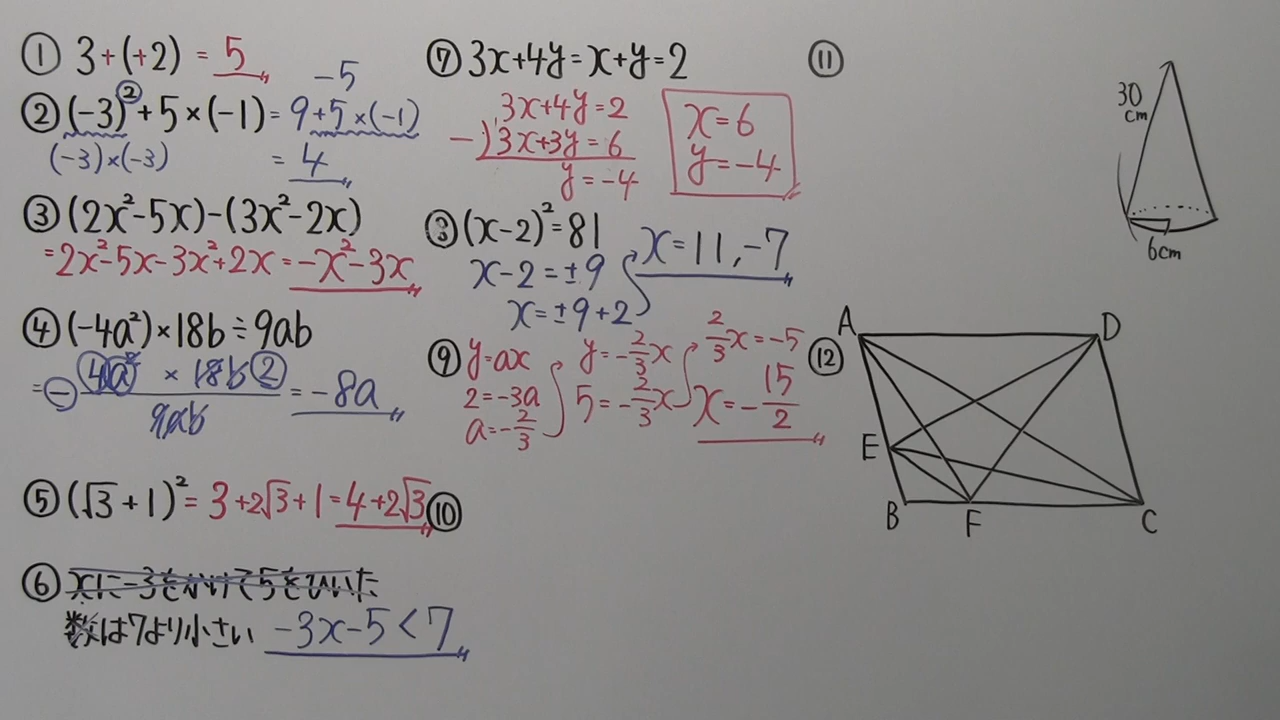 ① 3+(+2) = 5
-5
② (-3)²+5×(-1) = 9+5×(-1)
(-3)×(-3) = 4
③ (2x²-5x)-(3x²-2x)
=2x²-5x-3x²+2x=-x²-3x
④ (-4a²)×18b÷9ab
=- 4a² × 18b 2 / 9ab = -8a
⑤ (√3+1)² = 3+2√3+1=4+2√3
⑥ xに-3をかけて5をひいた
数は7より小さい -3x-5<7
⑦ 3x+4y=x+y=2
3x+4y=2
-)3x+3y=6
y=-4
x=6
y=-4
⑧ (x-2)²=81
x-2=±9
x=±9+2
x=11,-7
⑨ y=ax
2=-3a
a=-2/3
y=-2/3x
5=-2/3x
2/3x=-5
x=-15/2
⑩
⑪
30
cm
6cm
⑫
A
D
E
B
F
C